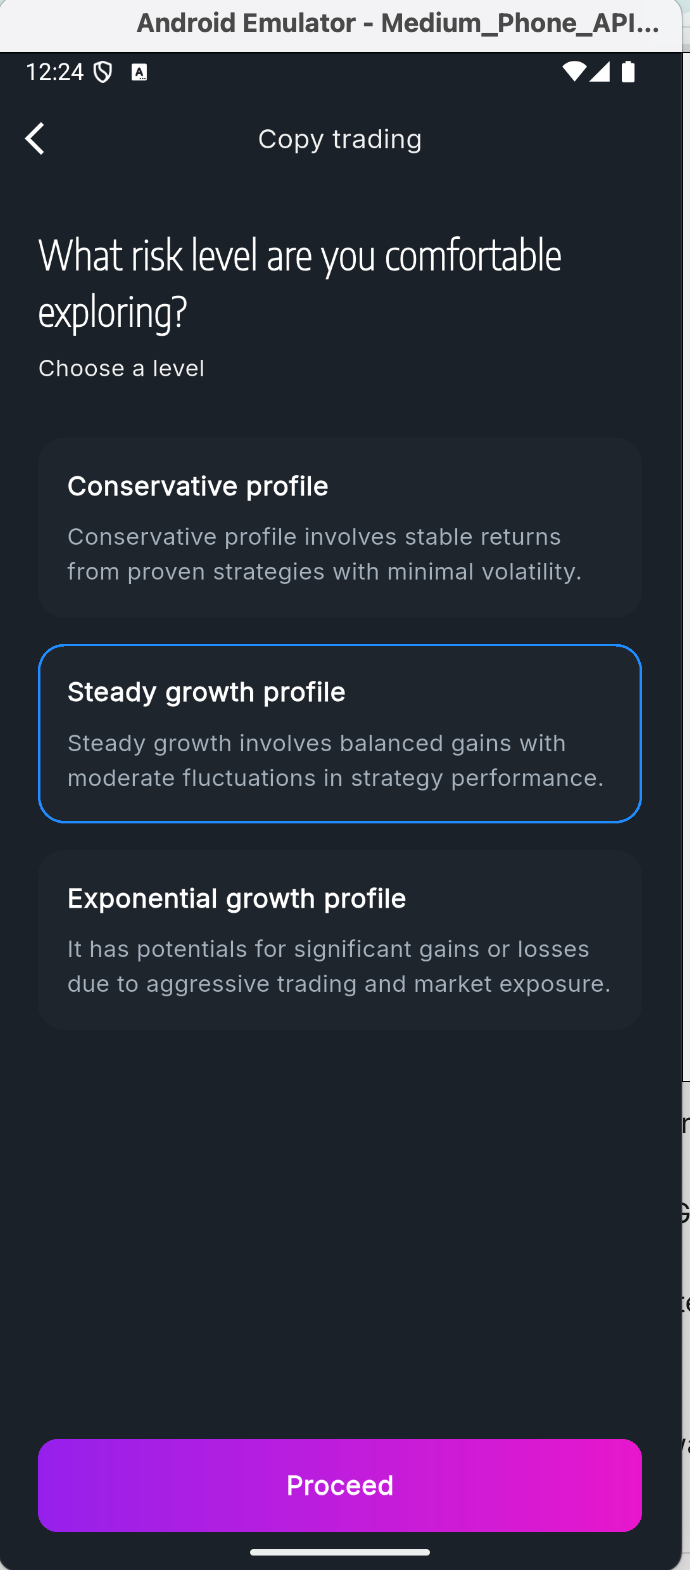 Android Emulator - Medium_Phone_API...
12:24
A
Copy trading
What risk level are you comfortable
exploring?
Choose a level
Conservative profile
Conservative profile involves stable returns
from proven strategies with minimal volatility.
Steady growth profile
Steady growth involves balanced gains with
moderate fluctuations in strategy performance.
Exponential growth profile
It has potentials for significant gains or losses
due to aggressive trading and market exposure.
Proceed